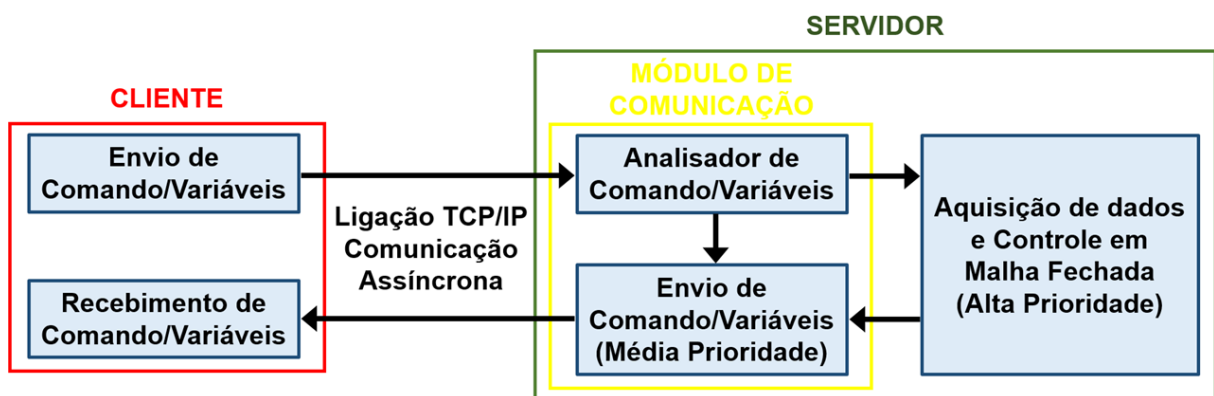 SERVIDOR
CLIENTE
MÓDULO DE
COMUNICAÇÃO
Envio de
Comando/Variáveis
Ligação TCP/IP
Comunicação
Assíncrona
Recebimento de
Comando/Variáveis
Analisador de
Comando/Variáveis
Envio de
Comando/Variáveis
(Média Prioridade)
Aquisição de dados
e Controle em
Malha Fechada
(Alta Prioridade)